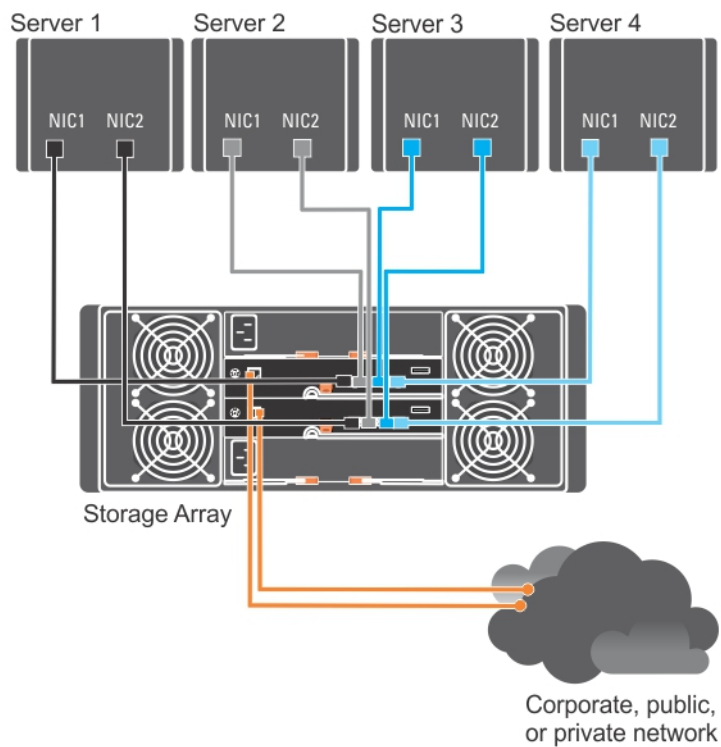 Server 1
Server 2
Server 3
Server 4
NIC1 NIC2
NIC1 NIC2
NIC1 NIC2
NIC1 NIC2
Storage Array
Corporate, public,
or private network